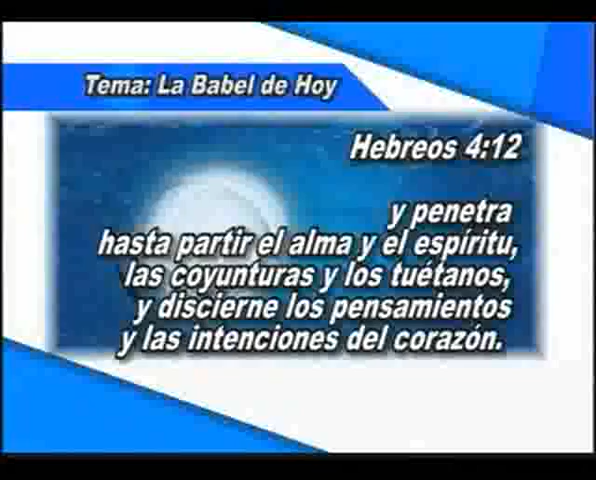 Tema: La Babel de Hoy
Hebreos 4:12
y penetra
hasta partir el alma y el espíritu,
las coyunturas y los tuétanos,
y discierne los pensamientos
y las intenciones del corazón.